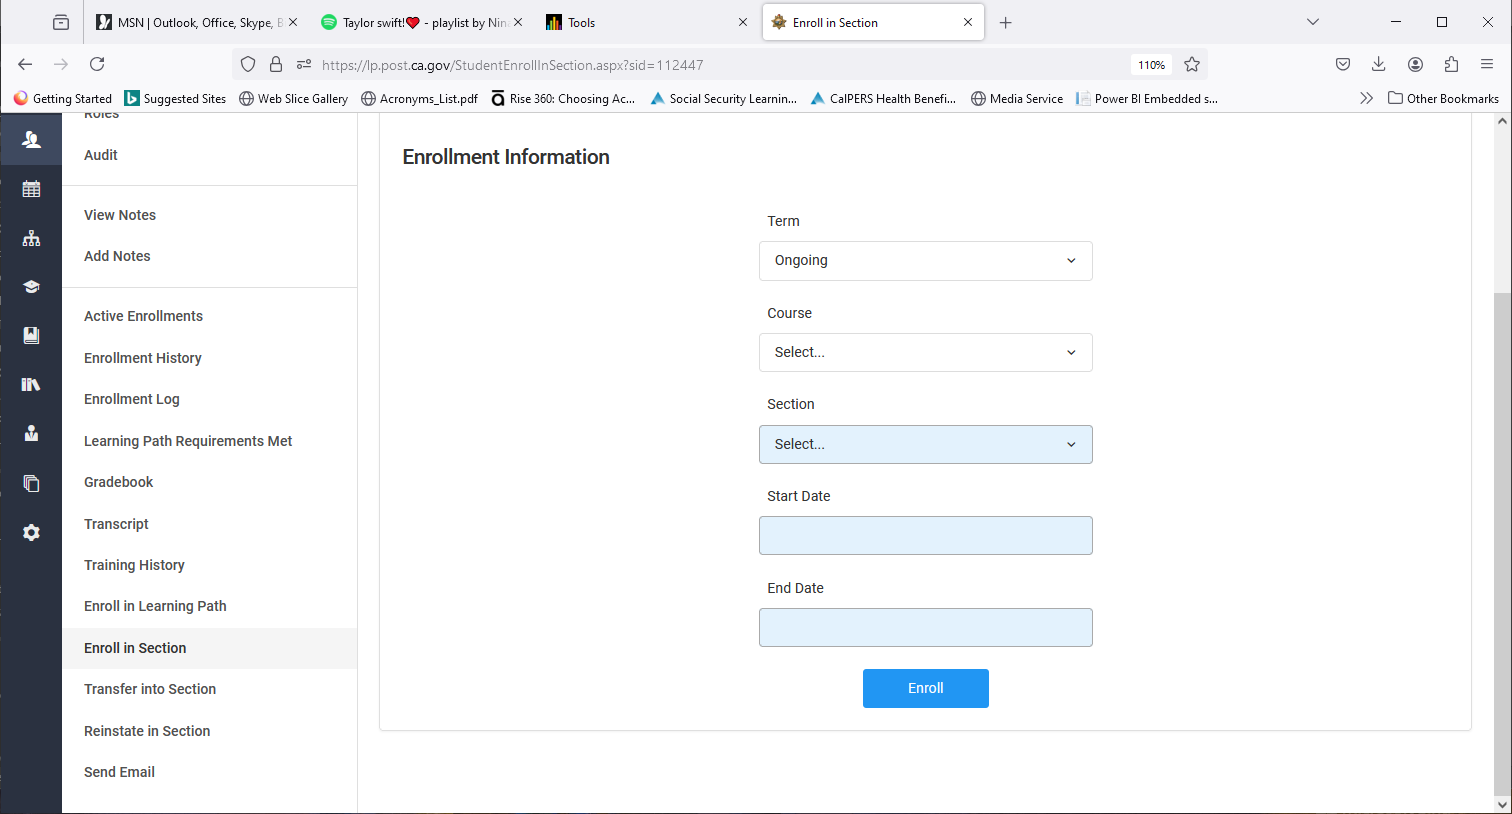 MSN | Outlook, Office, Skype, B
Taylor swift!❤️ - playlist by Nin
Tools
Enroll in Section
https://lp.post.ca.gov/StudentEnrollInSection.aspx?sid=112447
110%
Getting Started
Suggested Sites
Web Slice Gallery
Acronyms_List.pdf
Rise 360: Choosing Ac...
Social Security Learnin...
CalPERS Health Benefi...
Media Service
Power BI Embedded s...
Other Bookmarks
Roles
Audit
View Notes
Add Notes
Active Enrollments
Enrollment History
Enrollment Log
Learning Path Requirements Met
Gradebook
Transcript
Training History
Enroll in Learning Path
Enroll in Section
Transfer into Section
Reinstate in Section
Send Email
Enrollment Information
Term
Ongoing
Course
Select...
Section
Select...
Start Date
End Date
Enroll